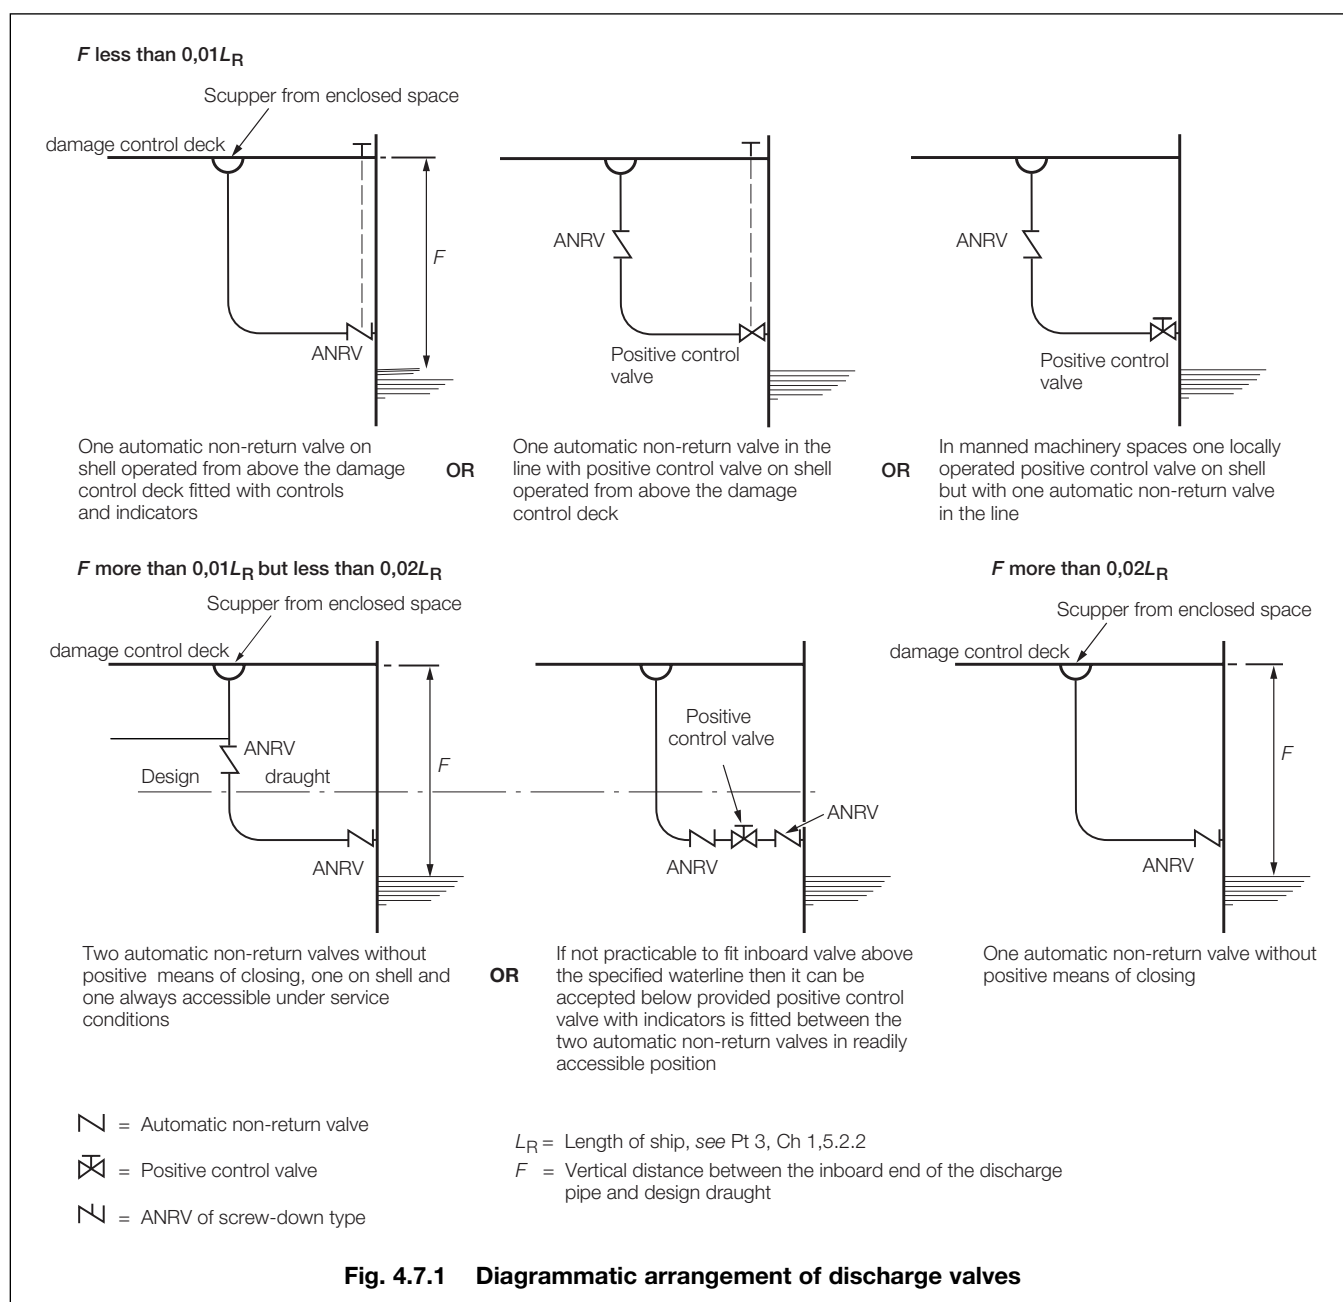 F less than 0,01LR
Scupper from enclosed space
damage control deck
F
ANRV
ANRV
Positive control
valve
ANRV
Positive control
valve
One automatic non-return valve on
shell operated from above the damage
control deck fitted with controls
and indicators
OR
One automatic non-return valve in the
line with positive control valve on shell
operated from above the damage
control deck
OR
In manned machinery spaces one locally
operated positive control valve on shell
but with one automatic non-return valve
in the line
F more than 0,01LR but less than 0,02LR
Scupper from enclosed space
damage control deck
ANRV
Design draught
F
ANRV
Positive
control valve
ANRV
ANRV
F more than 0,02LR
Scupper from enclosed space
damage control deck
F
ANRV
Two automatic non-return valves without
positive means of closing, one on shell and
one always accessible under service
conditions
OR
If not practicable to fit inboard valve above
the specified waterline then it can be
accepted below provided positive control
valve with indicators is fitted between the
two automatic non-return valves in readily
accessible position
One automatic non-return valve without
positive means of closing
= Automatic non-return valve
= Positive control valve
= ANRV of screw-down type
LR = Length of ship, see Pt 3, Ch 1,5.2.2
F = Vertical distance between the inboard end of the discharge
pipe and design draught
Fig. 4.7.1 Diagrammatic arrangement of discharge valves